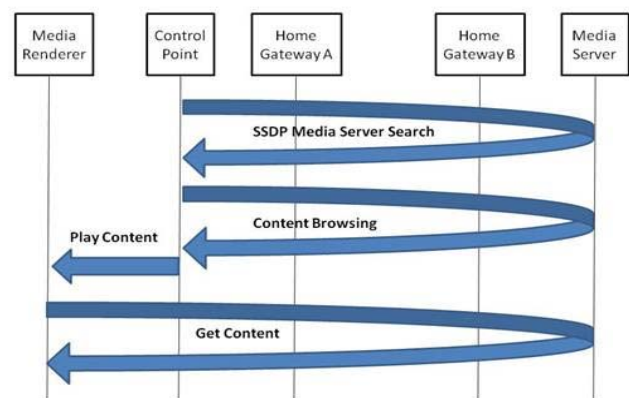 Media
Renderer
Control
Point
Home
Gateway A
Home
Gateway B
Media
Server
SSDP Media Server Search
Content Browsing
Play Content
Get Content